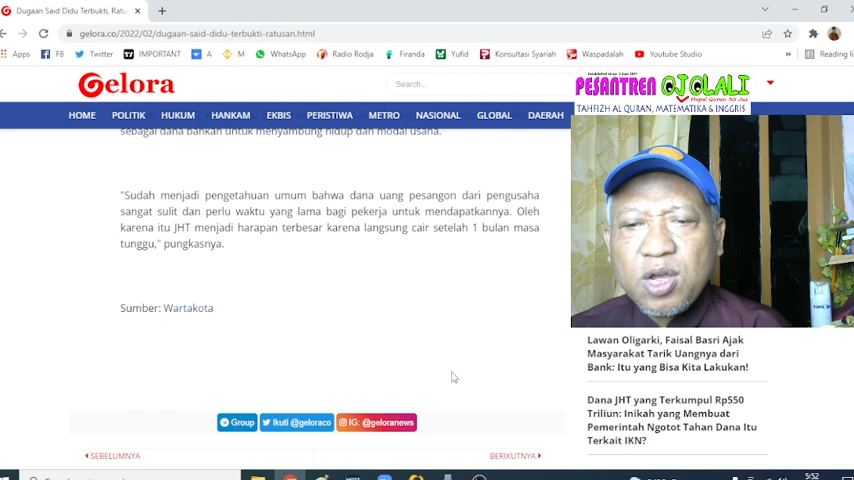 Dugaan Said Didu Terbukti, Ratus
gelora.co/2022/02/dugaan-said-didu-terbukti-ratusan.html
Apps F8 Twitter IMPORTANT A M WhatsApp Radio Rodja Firanda Yufid Konsultasi Syariah Waspadalah Youtube Studio » Reading li
Gelora
Search...
PESANTREN OJOLALI
Hapal Quran 30 Juz
TAHFIZH AL QURAN, MATEMATIKA & INGGRIS
HOME POLITIK HUKUM HANKAM EKBIS PERISTIWA METRO NASIONAL GLOBAL DAERAH
sebagai dana bahkan untuk menyambung hidup dan modal usaha.
"Sudah menjadi pengetahuan umum bahwa dana uang pesangon dari pengusaha
sangat sulit dan perlu waktu yang lama bagi pekerja untuk mendapatkannya. Oleh
karena itu JHT menjadi harapan terbesar karena langsung cair setelah 1 bulan masa
tunggu," pungkasnya.
Sumber: Wartakota
Lawan Oligarki, Faisal Basri Ajak
Masyarakat Tarik Uangnya dari
Bank: Itu yang Bisa Kita Lakukan!
Dana JHT yang Terkumpul Rp550
Triliun: Inikah yang Membuat
Pemerintah Ngotot Tahan Dana Itu
Terkait IKN?
Group Ikuti @geloraco IG: @geloranews
SEBELUMNYA BERIKUTNYA
5:52